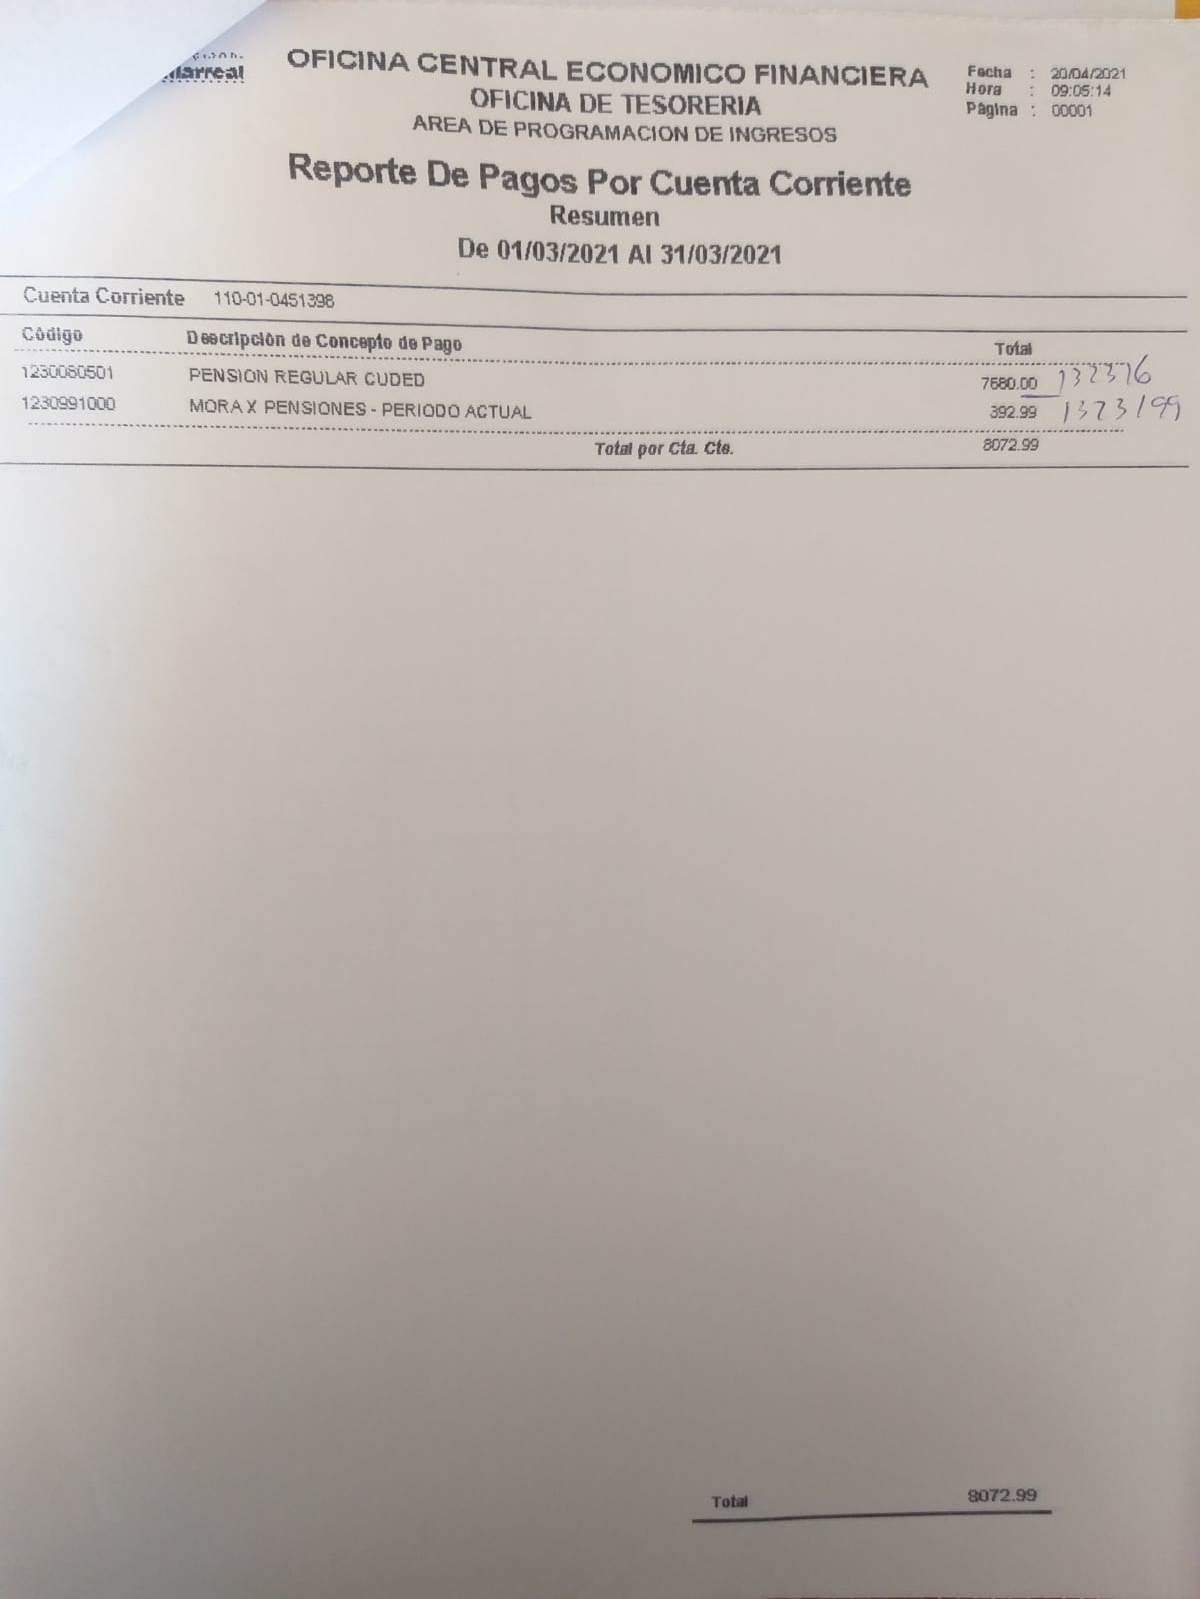 OFICINA CENTRAL ECONOMICO FINANCIERA
OFICINA DE TESORERIA
AREA DE PROGRAMACION DE INGRESOS
Fecha : 20/04/2021
Hora : 09:05:14
Página : 00001
Reporte De Pagos Por Cuenta Corriente
Resumen
De 01/03/2021 Al 31/03/2021
Cuenta Corriente 110-01-0451398
Código Descripción de Concepto de Pago Total
1230080501 PENSION REGULAR CUDED 7680.00 132376
1230991000 MORA X PENSIONES - PERIODO ACTUAL 392.99 1323199
Total por Cta. Cte. 8072.99
Total 8072.99